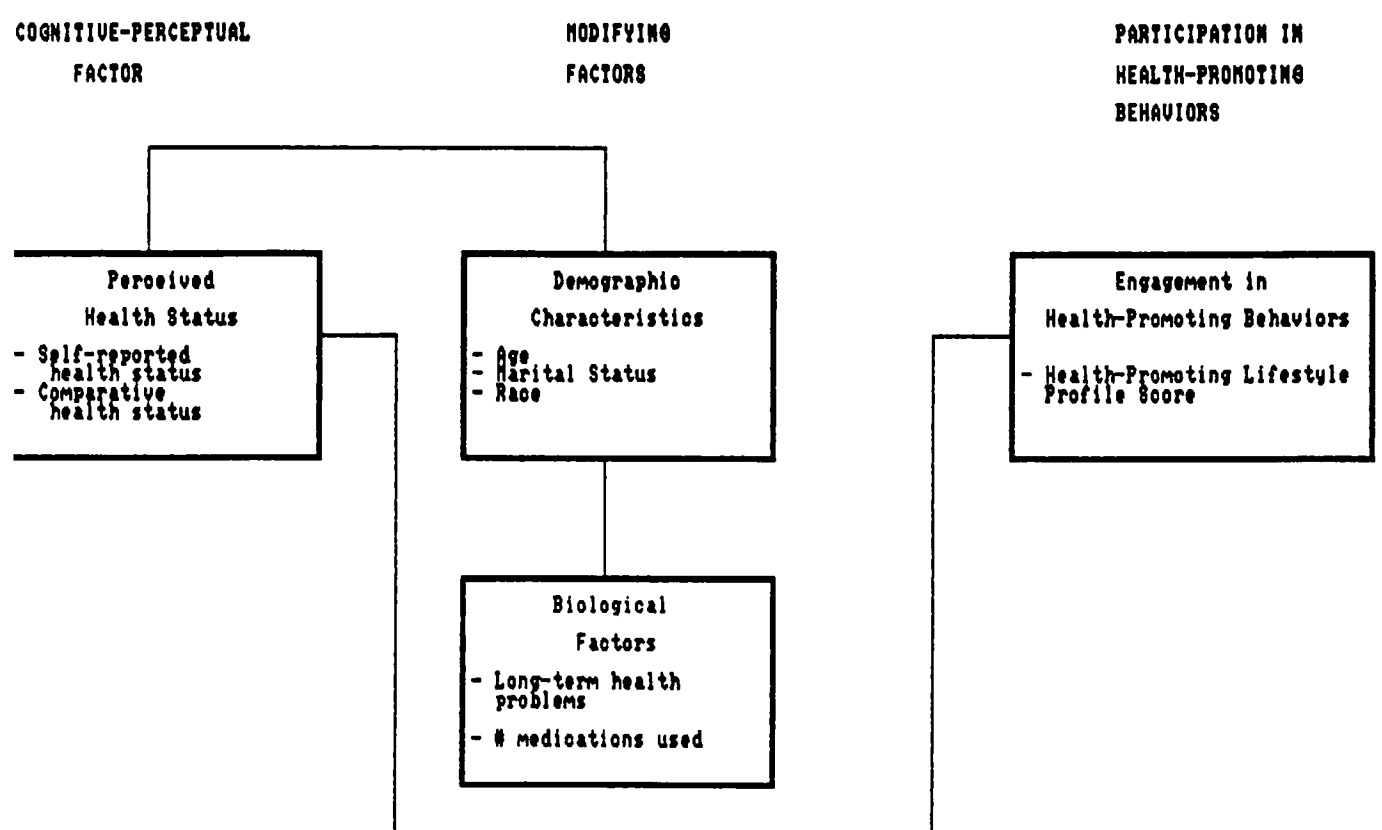 COGNITIVE-PERCEPTUAL
FACTOR
MODIFYING
FACTORS
PARTICIPATION IN
HEALTH-PROMOTING
BEHAVIORS
Perceived
Health Status
- Self-reported
health status
- Comparative
health status
Demographic
Characteristics
- Age
- Marital Status
- Race
Engagement in
Health-Promoting Behaviors
- Health-Promoting Lifestyle
Profile Score
Biological
Factors
- Long-term health
problems
- # medications used